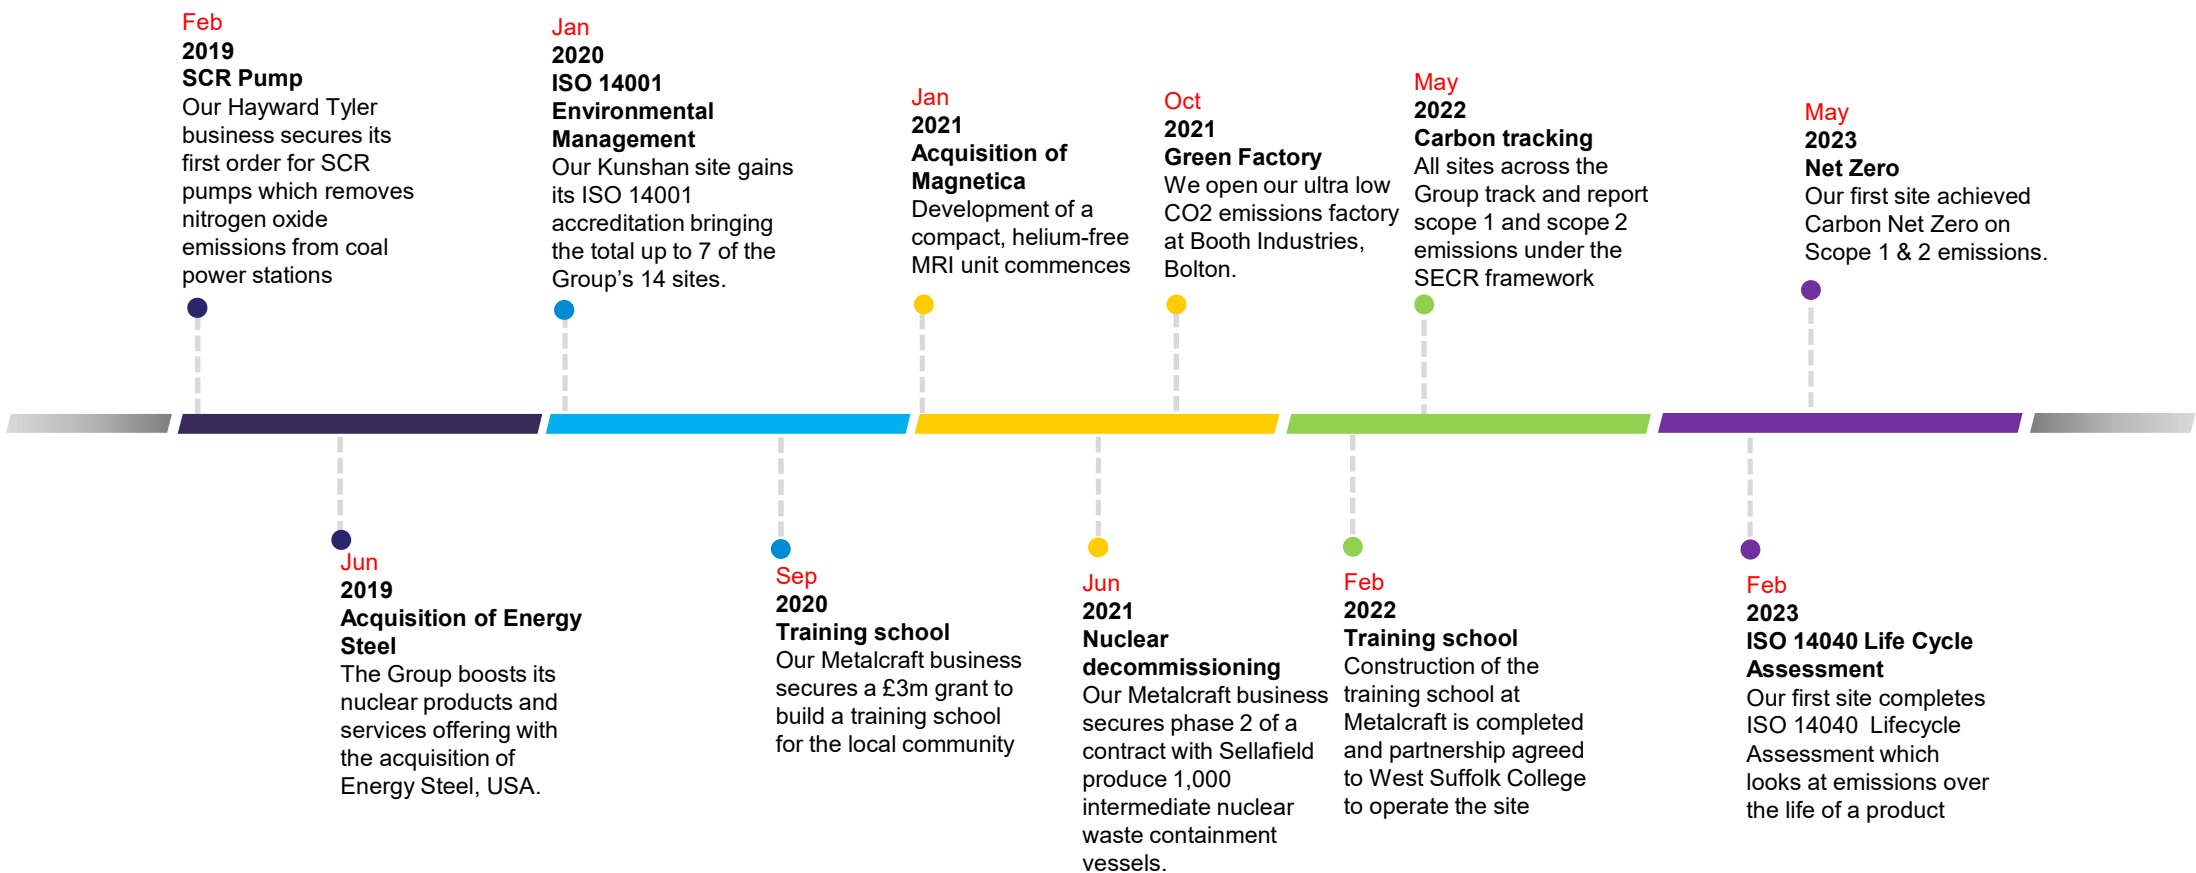 Feb
2019
SCR Pump
Our Hayward Tyler
business secures its
first order for SCR
pumps which removes
nitrogen oxide
emissions from coal
power stations
Jan
2020
ISO 14001
Environmental
Management
Our Kunshan site gains
its ISO 14001
accreditation bringing
the total up to 7 of the
Group’s 14 sites.
Jan
2021
Acquisition of
Magnetica
Development of a
compact, helium-free
MRI unit commences
Oct
2021
Green Factory
We open our ultra low
CO2 emissions factory
at Booth Industries,
Bolton.
May
2022
Carbon tracking
All sites across the
Group track and report
scope 1 and scope 2
emissions under the
SECR framework
May
2023
Net Zero
Our first site achieved
Carbon Net Zero on
Scope 1 & 2 emissions.
Jun
2019
Acquisition of Energy
Steel
The Group boosts its
nuclear products and
services offering with
the acquisition of
Energy Steel, USA.
Sep
2020
Training school
Our Metalcraft business
secures a £3m grant to
build a training school
for the local community
Jun
2021
Nuclear
decommissioning
Our Metalcraft business
secures phase 2 of a
contract with Sellafield
produce 1,000
intermediate nuclear
waste containment
vessels.
Feb
2022
Training school
Construction of the
training school at
Metalcraft is completed
and partnership agreed
to West Suffolk College
to operate the site
Feb
2023
ISO 14040 Life Cycle
Assessment
Our first site completes
ISO 14040 Lifecycle
Assessment which
looks at emissions over
the life of a product